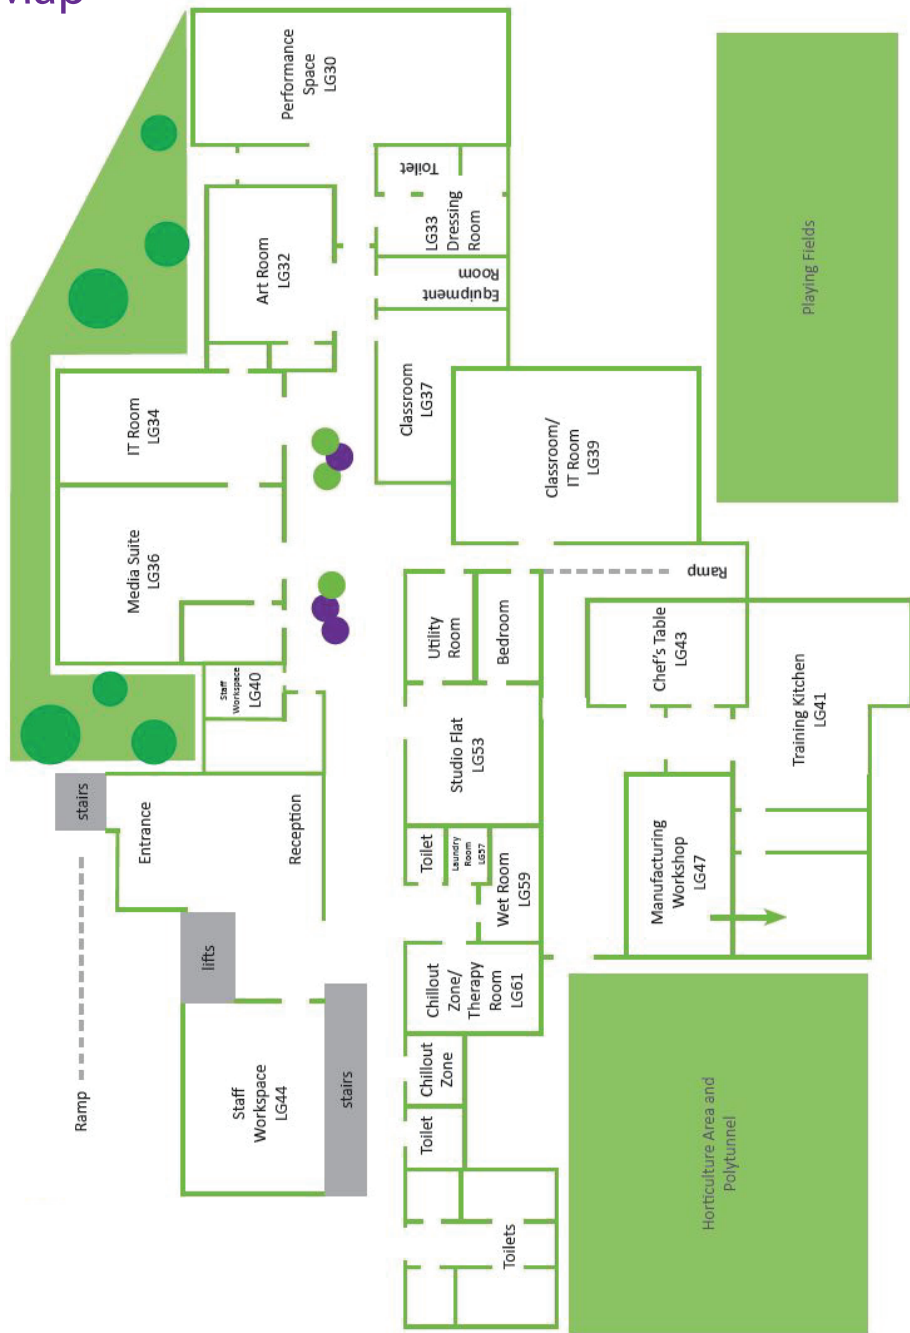 Map
Performance
Space
LG30
Toilet
LG33
Dressing
Room
Art Room
LG32
Equipment
Room
Playing Fields
IT Room
LG34
Classroom
LG37
Classroom/
IT Room
LG39
Media Suite
LG36
Ramp
Utility
Room
Bedroom
Chef's Table
LG43
Staff
Workspace
LG40
Studio Flat
LG53
Training Kitchen
LG41
stairs
Entrance
Reception
Toilet
Laundry
Room
LG57
Wet Room
LG59
Manufacturing
Workshop
LG47
lifts
Chillout
Zone/
Therapy
Room
LG61
Ramp
Staff
Workspace
LG44
stairs
Chillout
Zone
Toilet
Toilets
Horticulture Area and
Polytunnel